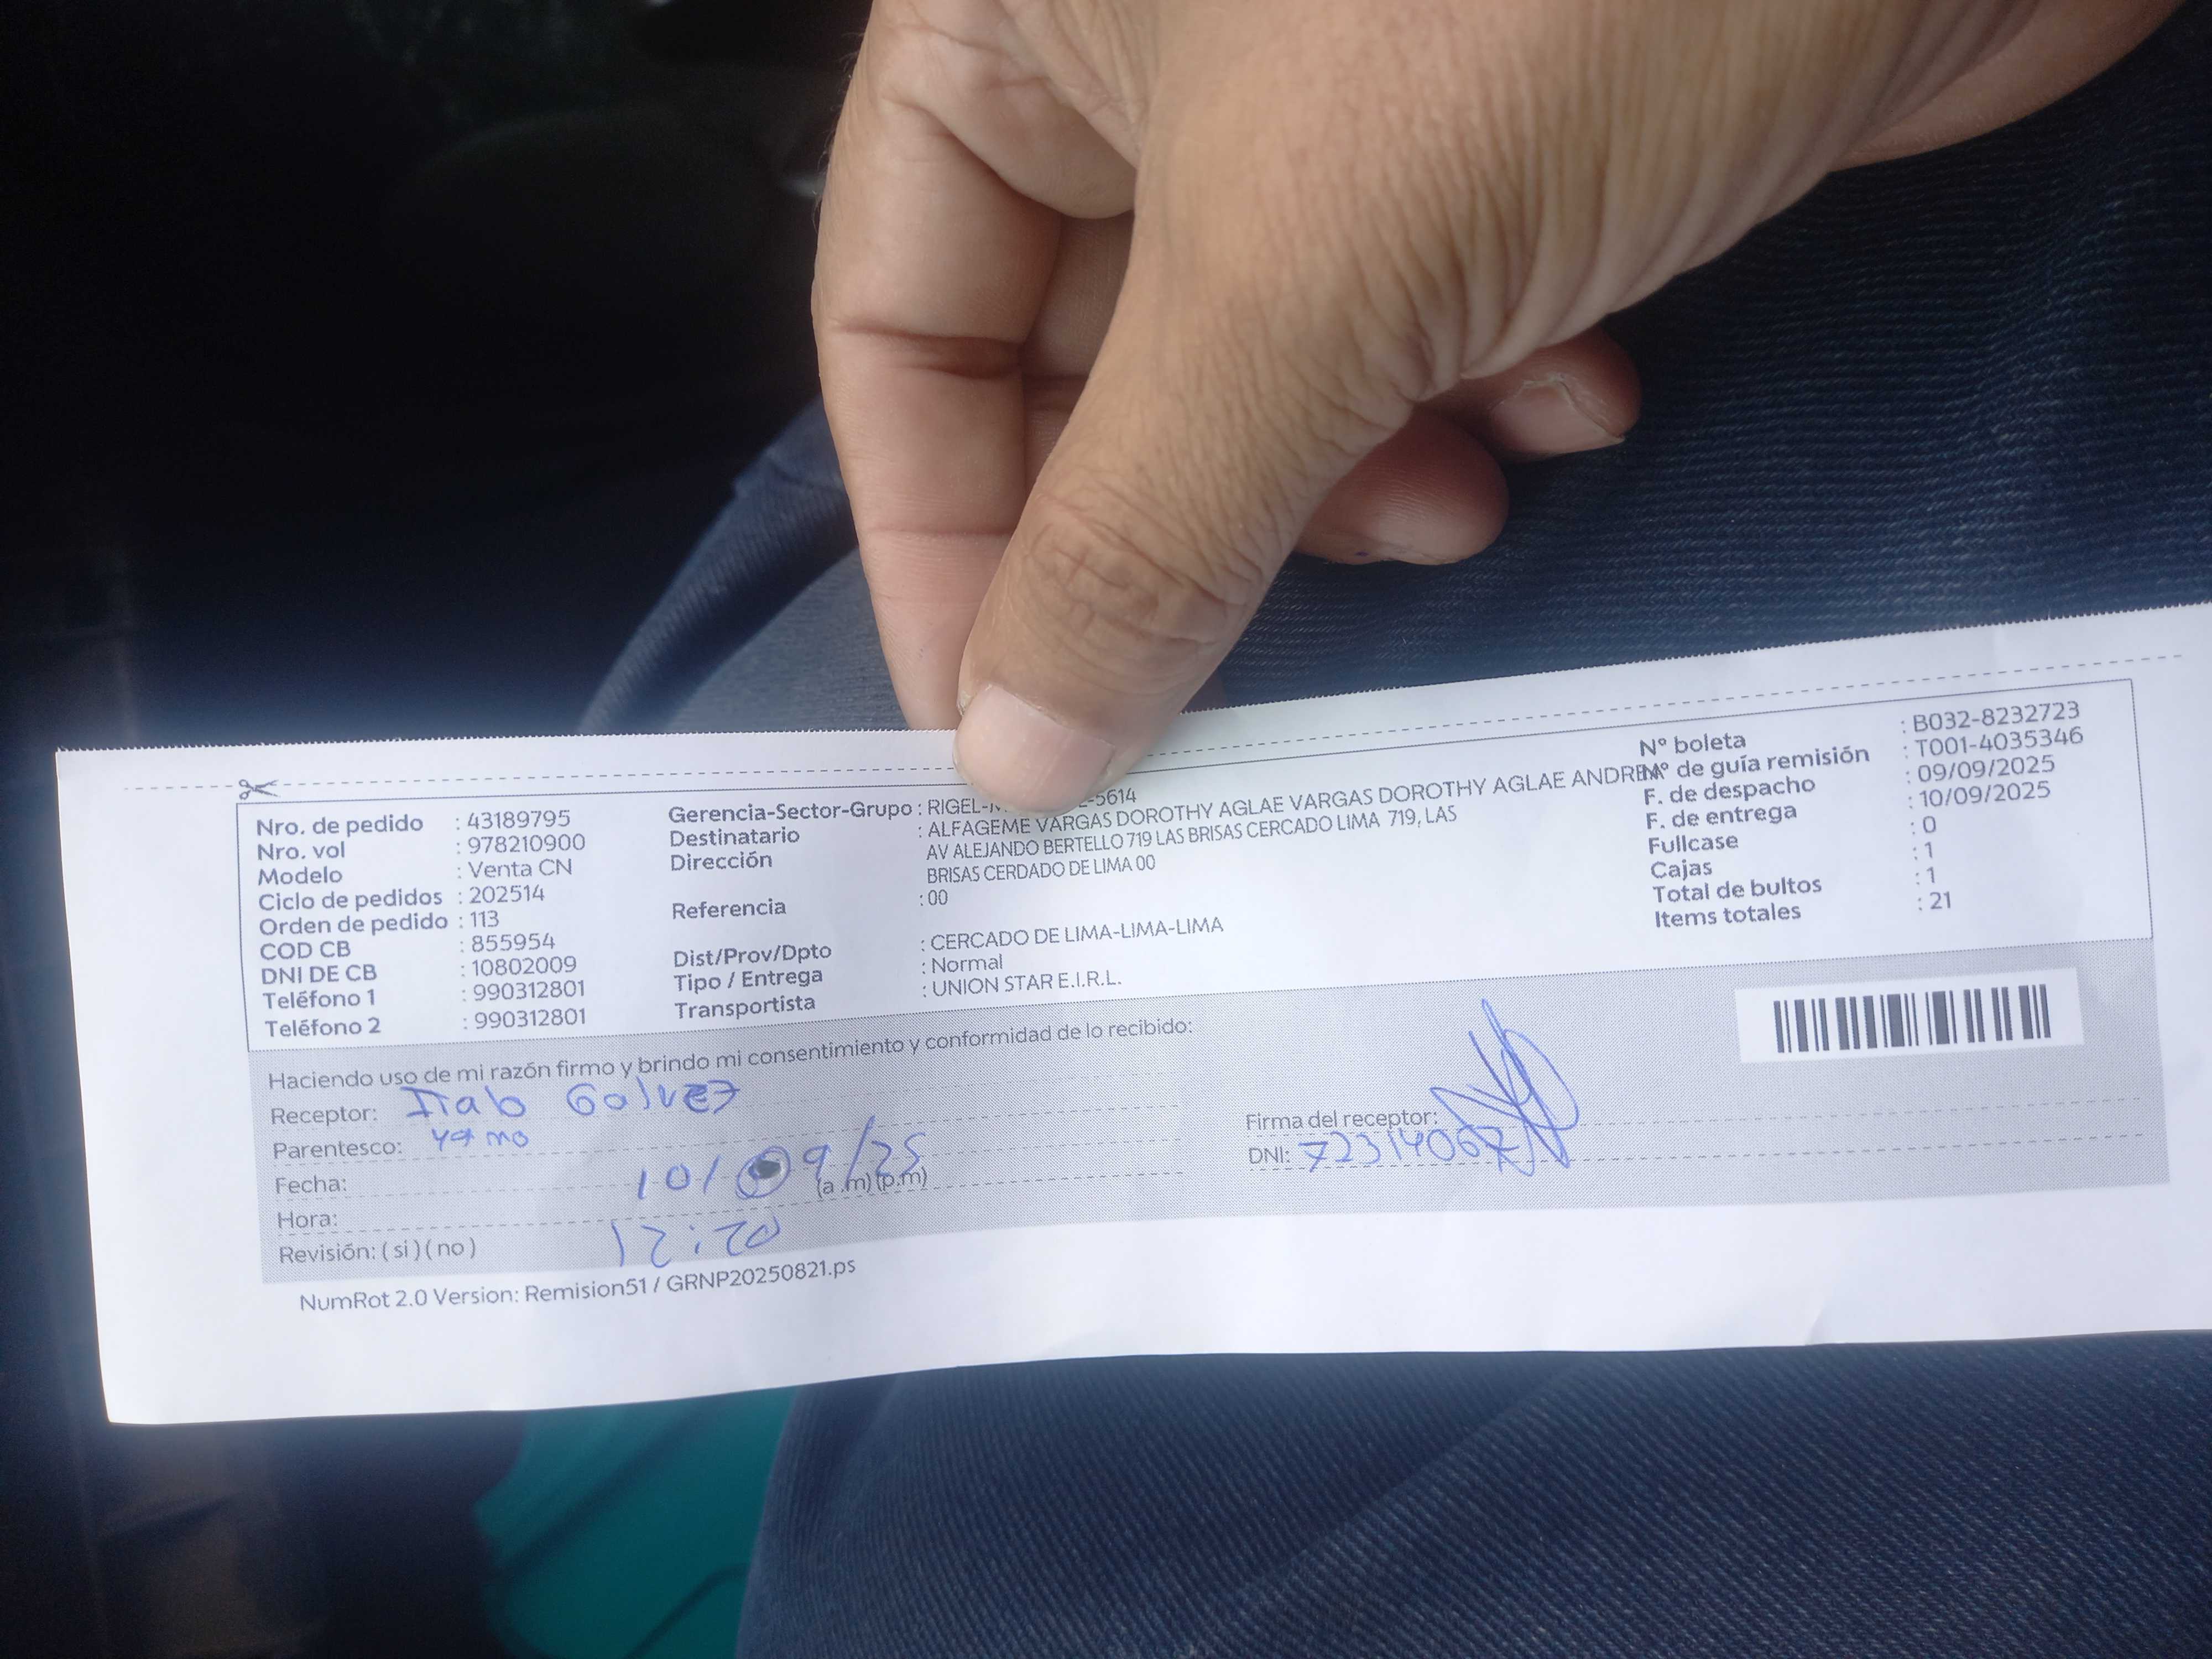 Nro. de pedido : 43189795
Nro. vol : 978210900
Modelo : Venta CN
Ciclo de pedidos : 202514
Orden de pedido : 113
COD CB : 855954
DNI DE CB : 10802009
Teléfono 1 : 990312801
Teléfono 2 : 990312801
Gerencia-Sector-Grupo : RIGEL- -5614
Destinatario : ALFAGEME VARGAS DOROTHY AGLAE VARGAS DOROTHY AGLAE ANDREA
Dirección AV ALEJANDO BERTELLO 719 LAS BRISAS CERCADO LIMA 719, LAS
BRISAS CERDADO DE LIMA 00
Referencia : 00
Dist/Prov/Dpto : CERCADO DE LIMA-LIMA-LIMA
Tipo / Entrega : Normal
Transportista : UNION STAR E.I.R.L.
N° boleta : B032-8232723
N° de guía remisión : T001-4035346
F. de despacho : 09/09/2025
F. de entrega : 10/09/2025
Fullcase : 0
Cajas : 1
Total de bultos : 1
Items totales : 21
Haciendo uso de mi razón firmo y brindo mi consentimiento y conformidad de lo recibido:
Receptor: Galvez
Parentesco:
Fecha: 10/09/25
(a .m) (p.m)
Hora: 12:20
Revisión: ( si ) ( no )
Firma del receptor:
DNI: 72314067
NumRot 2.0 Version: Remision51 / GRNP20250821.ps